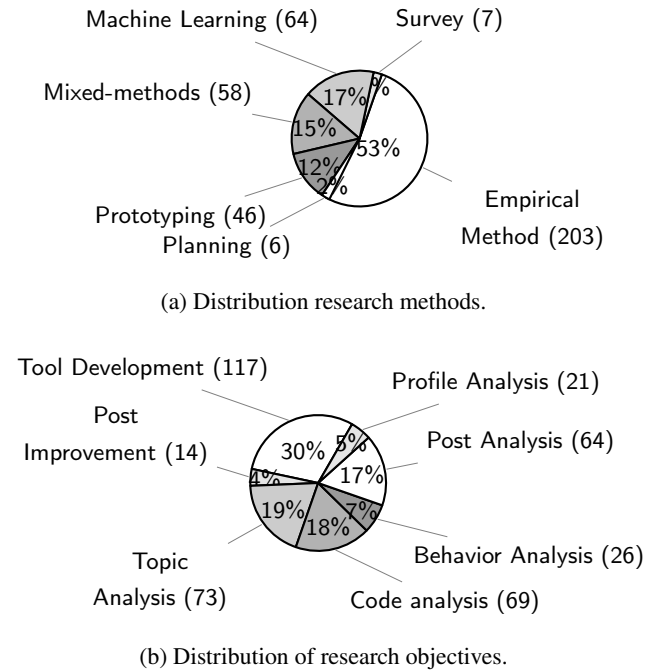 Machine Learning (64)
Survey (7)
Mixed-methods (58)
17%
%
15%
53%
12%
2%
Prototyping (46)
Planning (6)
Empirical
Method (203)
(a) Distribution research methods.
Tool Development (117)
Profile Analysis (21)
Post
Improvement (14)
Post Analysis (64)
30%
5%
4%
17%
19%
18%
7%
Topic
Analysis (73)
Behavior Analysis (26)
Code analysis (69)
(b) Distribution of research objectives.